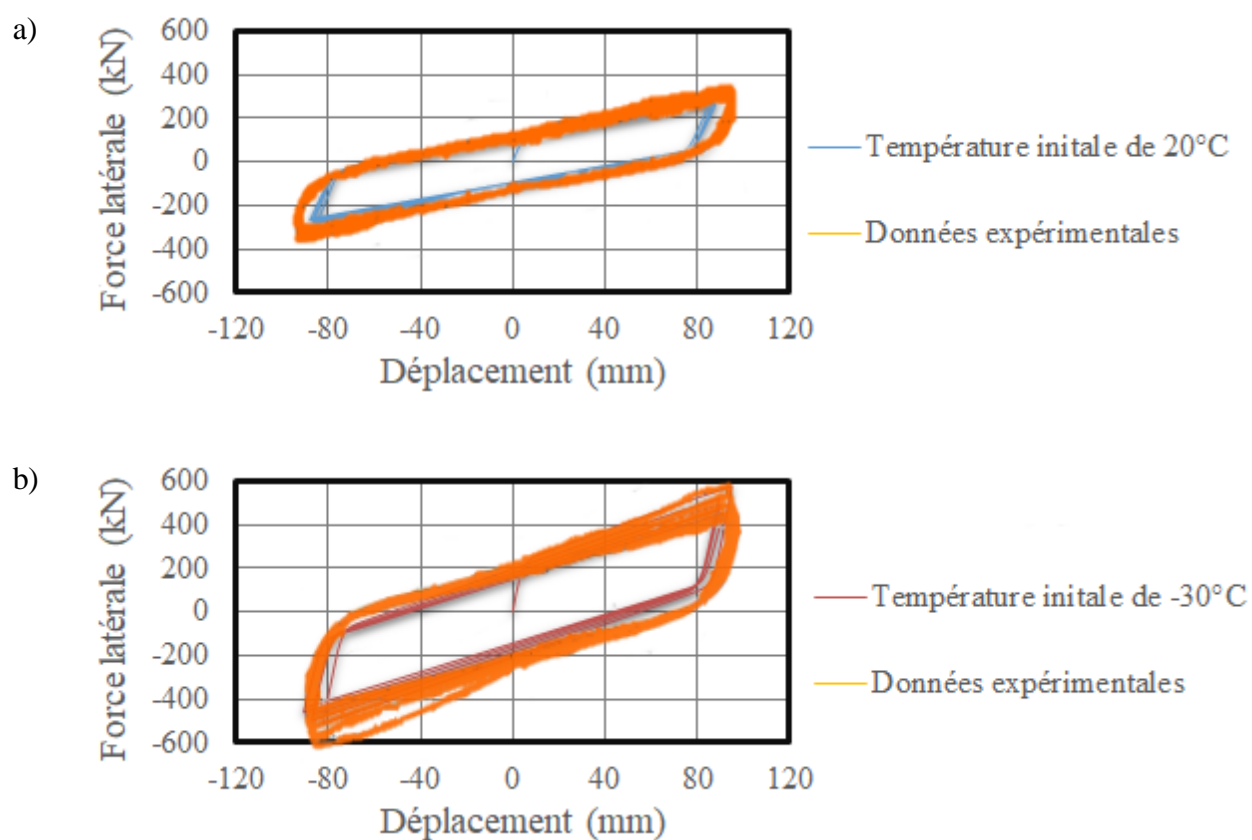 a)
Force latérale (kN)
600
400
200
0
-200
-400
-600
-120 -80 -40 0 40 80 120
Déplacement (mm)
Température initale de 20°C
Données expérimentales
b)
Force latérale (kN)
600
400
200
0
-200
-400
-600
-120 -80 -40 0 40 80 120
Déplacement (mm)
Température initale de -30°C
Données expérimentales